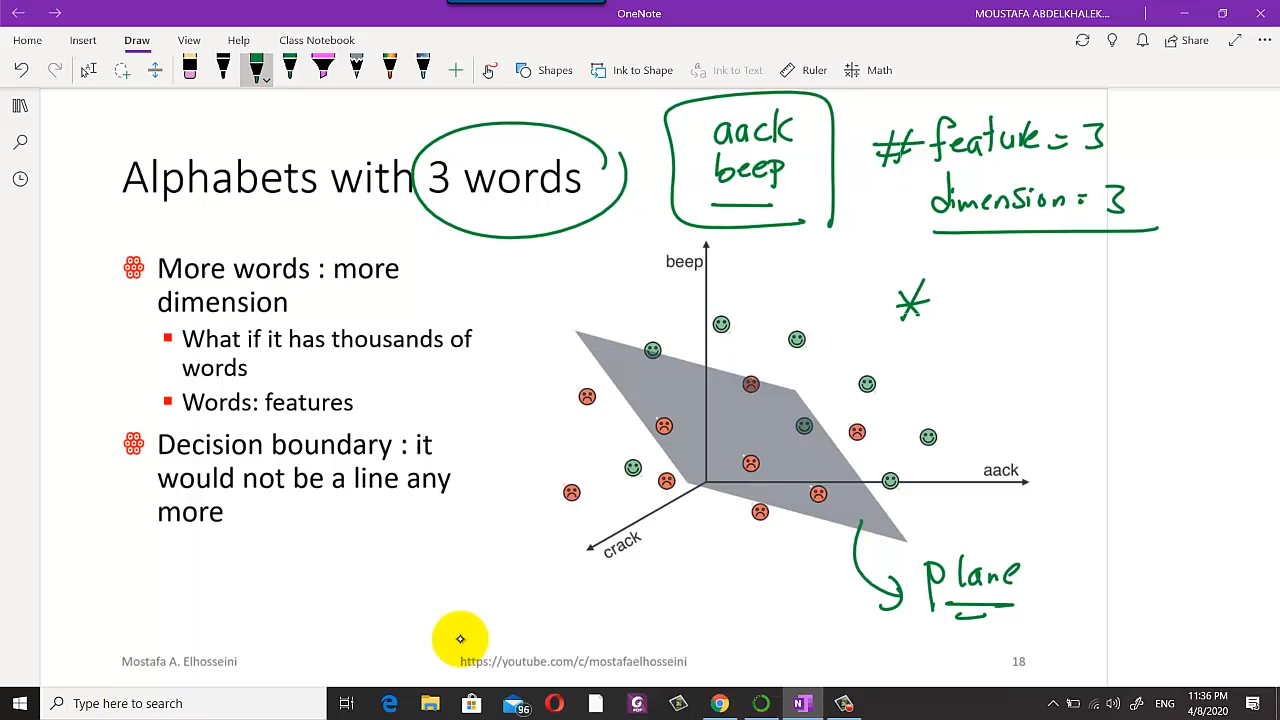 OneNote
MOUSTAFA ABDELKHALEK...
Home Insert Draw View Help Class Notebook
Share
Shapes
Ink to Shape
Ink to Text
Ruler
Math
aack
beep
# feature = 3
dimension = 3
Alphabets with 3 words
More words : more
dimension
What if it has thousands of
words
Words: features
Decision boundary : it
would not be a line any
more
beep
aack
crack
plane
Mostafa A. Elhosseini
https://youtube.com/c/mostafaelhosseini
18
Type here to search
96
ENG
11:36 PM
4/8/2020